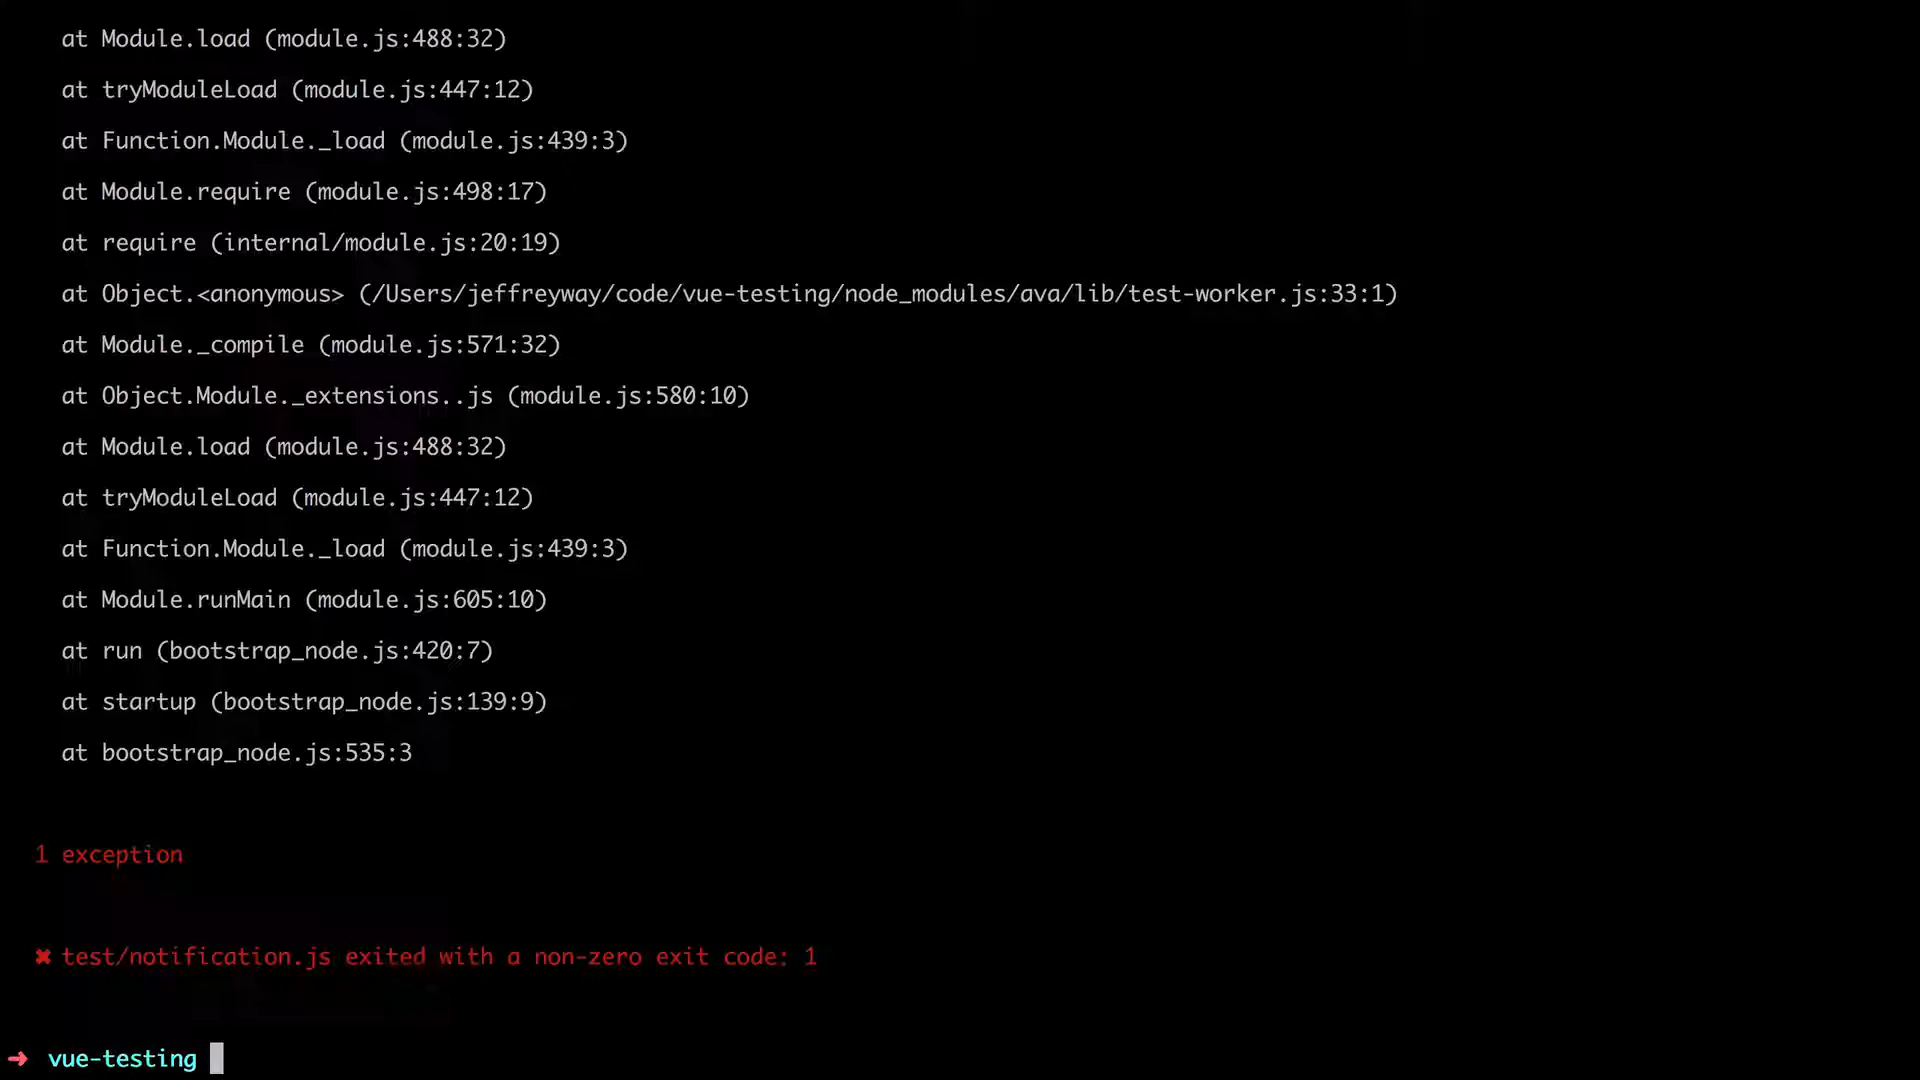 at Module.load (module.js:488:32)
at tryModuleLoad (module.js:447:12)
at Function.Module._load (module.js:439:3)
at Module.require (module.js:498:17)
at require (internal/module.js:20:19)
at Object.<anonymous> (/Users/jeffreyway/code/vue-testing/node_modules/ava/lib/test-worker.js:33:1)
at Module._compile (module.js:571:32)
at Object.Module._extensions..js (module.js:580:10)
at Module.load (module.js:488:32)
at tryModuleLoad (module.js:447:12)
at Function.Module._load (module.js:439:3)
at Module.runMain (module.js:605:10)
at run (bootstrap_node.js:420:7)
at startup (bootstrap_node.js:139:9)
at bootstrap_node.js:535:3
1 exception
✖ test/notification.js exited with a non-zero exit code: 1
➜ vue-testing